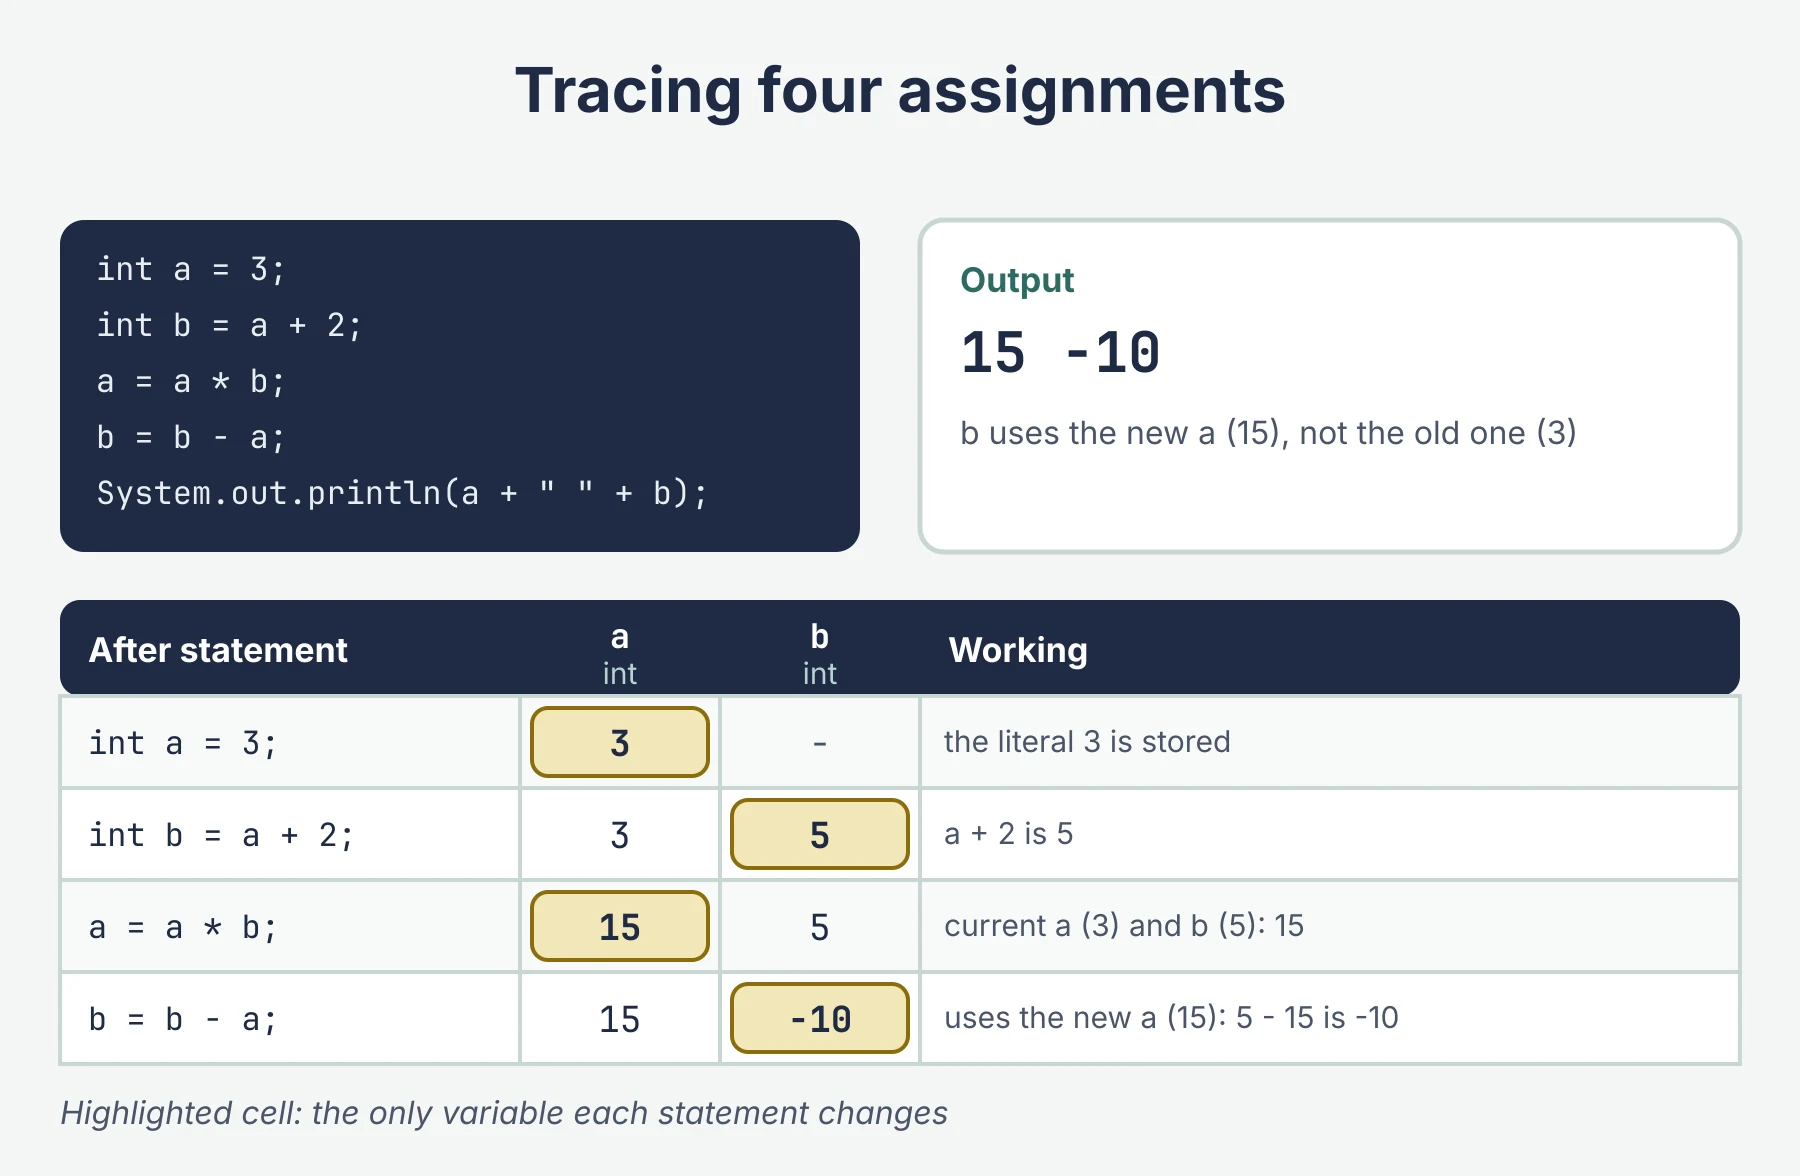 Tracing four assignments
int a = 3;
int b = a + 2;
a = a * b;
b = b - a;
System.out.println(a + " " + b);
Output
15 -10
b uses the new a (15), not the old one (3)
After statement a b Working
int int
int a = 3; 3 - the literal 3 is stored
int b = a + 2; 3 5 a + 2 is 5
a = a * b; 15 5 current a (3) and b (5): 15
b = b - a; 15 -10 uses the new a (15): 5 - 15 is -10
Highlighted cell: the only variable each statement changes